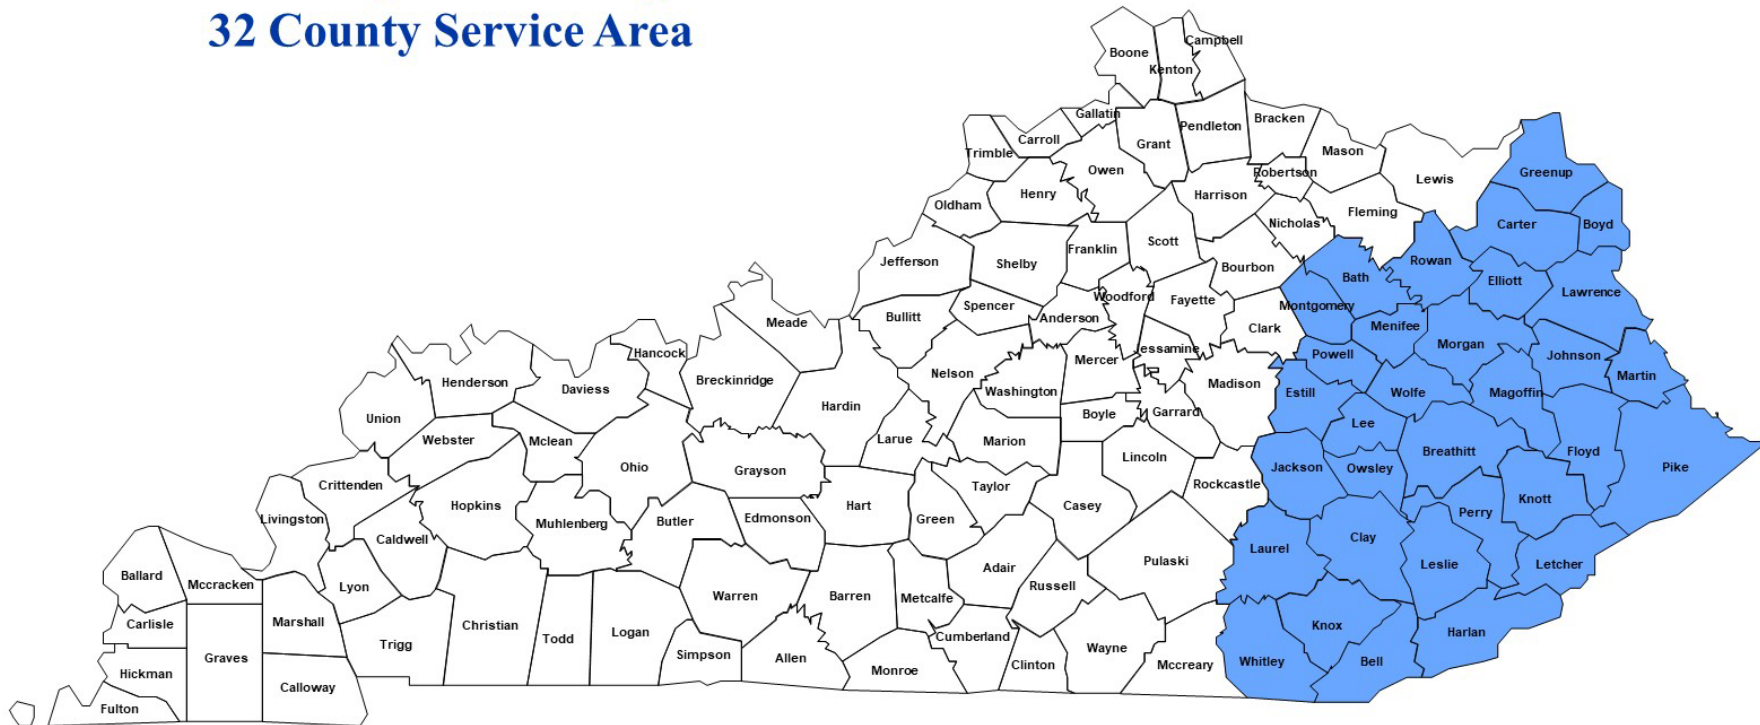 32 County Service Area
Campbell
Boone
Kenton
Gallatin
Bracken
Pendleton
Carroll
Grant
Trimble
Mason
Owen
Robertson
Greenup
Lewis
Henry
Harrison
Oldham
Fleming
Nicholas
Carter
Boyd
Scott
Franklin
Jefferson
Shelby
Bourbon
Rowan
Bath
Elliott
Lawrence
Woodford
Fayette
Montgomery
Spencer
Bullitt
Anderson
Meade
Clark
Menifee
Morgan
Jessamine
Hancock
Mercer
Powell
Johnson
Nelson
Martin
Breckinridge
Henderson
Daviess
Washington
Madison
Estill
Wolfe
Magoffin
Hardin
Union
Boyle
Garrard
Lee
Webster
Mclean
Larue
Marion
Breathitt
Floyd
Lincoln
Ohio
Grayson
Jackson
Owsley
Pike
Crittenden
Taylor
Rockcastle
Knott
Hopkins
Hart
Casey
Perry
Livingston
Muhlenberg
Butler
Edmonson
Green
Caldwell
Clay
Laurel
Pulaski
Leslie
Letcher
Adair
Ballard
Mccracken
Lyon
Russell
Warren
Barren
Metcalfe
Carlisle
Marshall
Christian
Todd
Logan
Knox
Harlan
Cumberland
Trigg
Wayne
Graves
Simpson
Allen
Whitley
Bell
Clinton
Mccreary
Monroe
Hickman
Calloway
Fulton